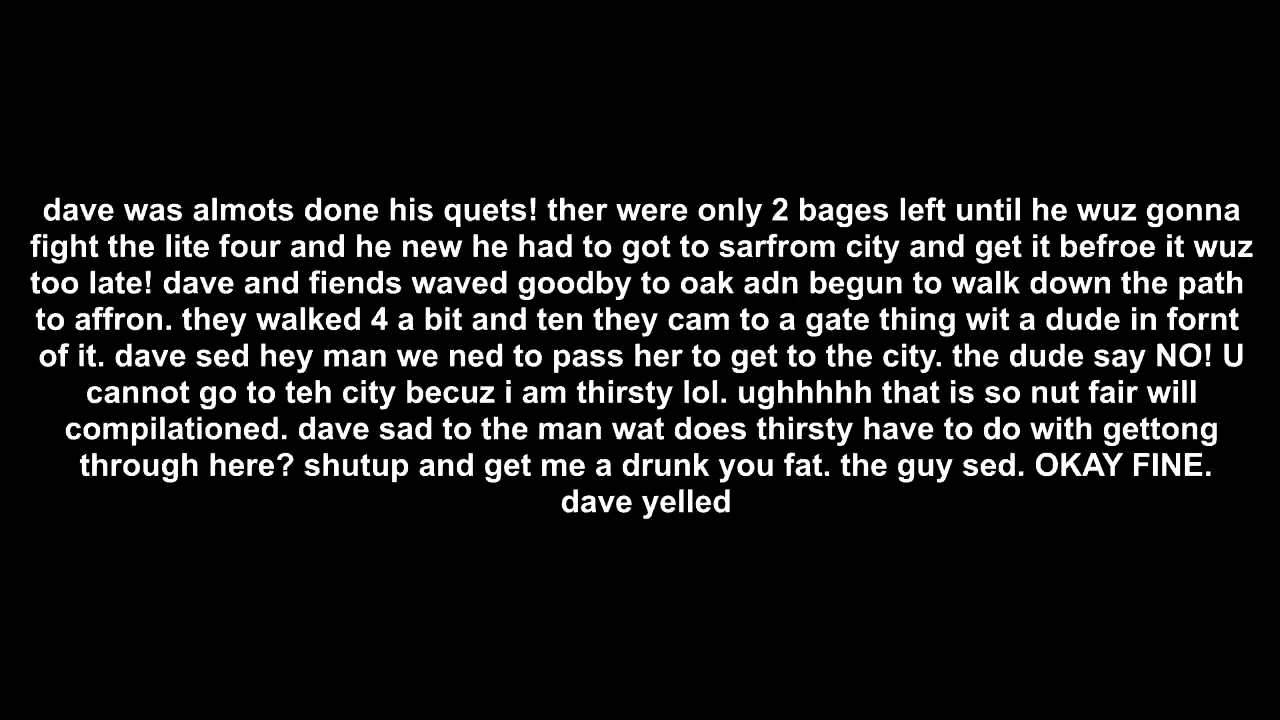 dave was almots done his quets! ther were only 2 bages left until he wuz gonna
fight the lite four and he new he had to got to sarfrom city and get it befroe it wuz
too late! dave and fiends waved goodby to oak adn begun to walk down the path
to affron. they walked 4 a bit and ten they cam to a gate thing wit a dude in fornt
of it. dave sed hey man we ned to pass her to get to the city. the dude say NO! U
cannot go to teh city becuz i am thirsty lol. ughhhhh that is so nut fair will
compilationed. dave sad to the man wat does thirsty have to do with gettong
through here? shutup and get me a drunk you fat. the guy sed. OKAY FINE.
dave yelled